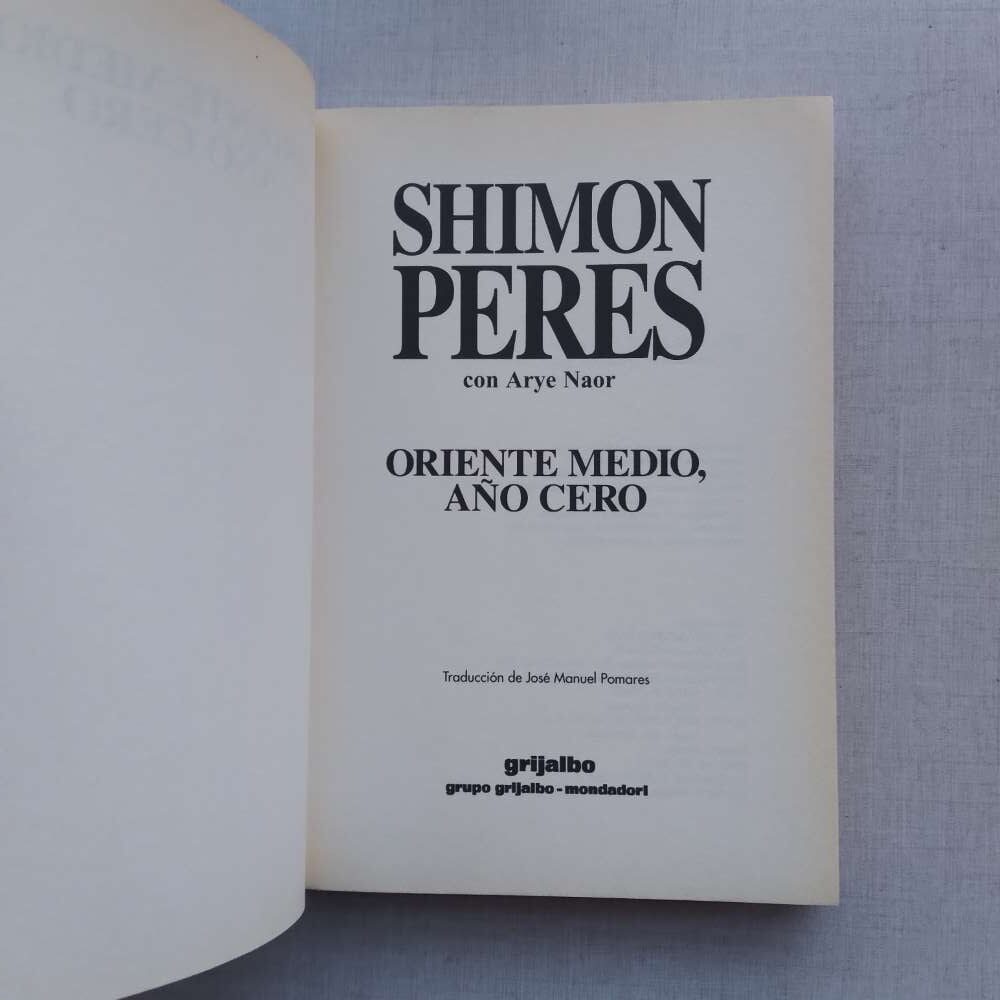 SHIMON
PERES
con Arye Naor
ORIENTE MEDIO,
AÑO CERO
Traducción de José Manuel Pomares
grijalbo
grupo grijalbo-mondadori